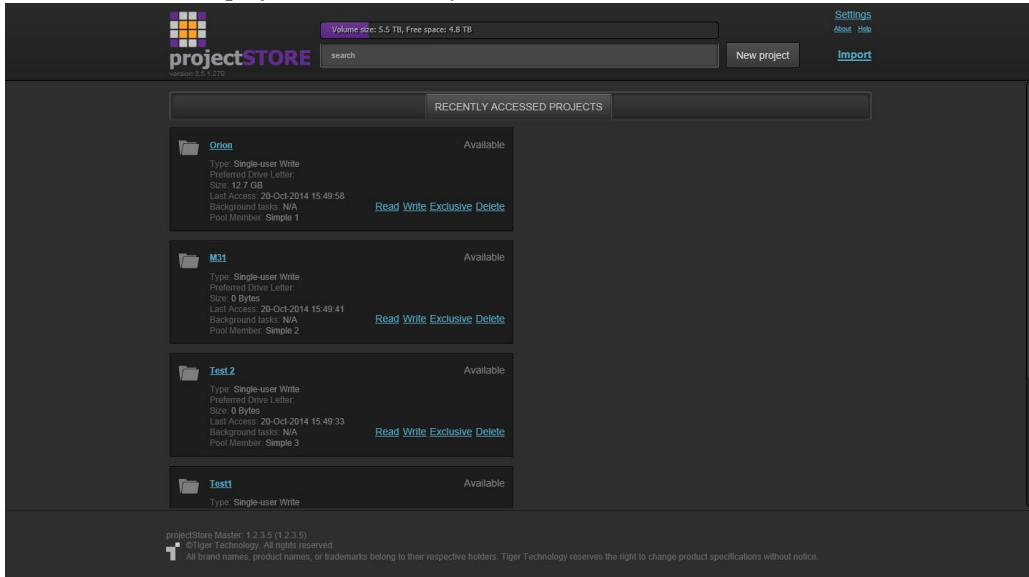 Settings
Volume size: 5.5 TB, Free space: 4.8 TB
About Help
projectSTORE
search
New project
Import
version 3.5.1.270
RECENTLY ACCESSED PROJECTS
Orion
Available
Type: Single-user Write
Preferred Drive Letter:
Size: 12.7 GB
Last Access: 20-Oct-2014 15:49:58
Background tasks: N/A
Read Write Exclusive Delete
Pool Member: Simple 1
M31
Available
Type: Single-user Write
Preferred Drive Letter:
Size: 0 Bytes
Last Access: 20-Oct-2014 15:49:41
Background tasks: N/A
Read Write Exclusive Delete
Pool Member: Simple 2
Test 2
Available
Type: Single-user Write
Preferred Drive Letter:
Size: 0 Bytes
Last Access: 20-Oct-2014 15:49:33
Background tasks: N/A
Read Write Exclusive Delete
Pool Member: Simple 3
Test1
Available
Type: Single-user Write
projectStore Master: 1.2.3.5 (1.2.3.5)
©Tiger Technology. All rights reserved.
All brand names, product names, or trademarks belong to their respective holders. Tiger Technology reserves the right to change product specifications without notice.